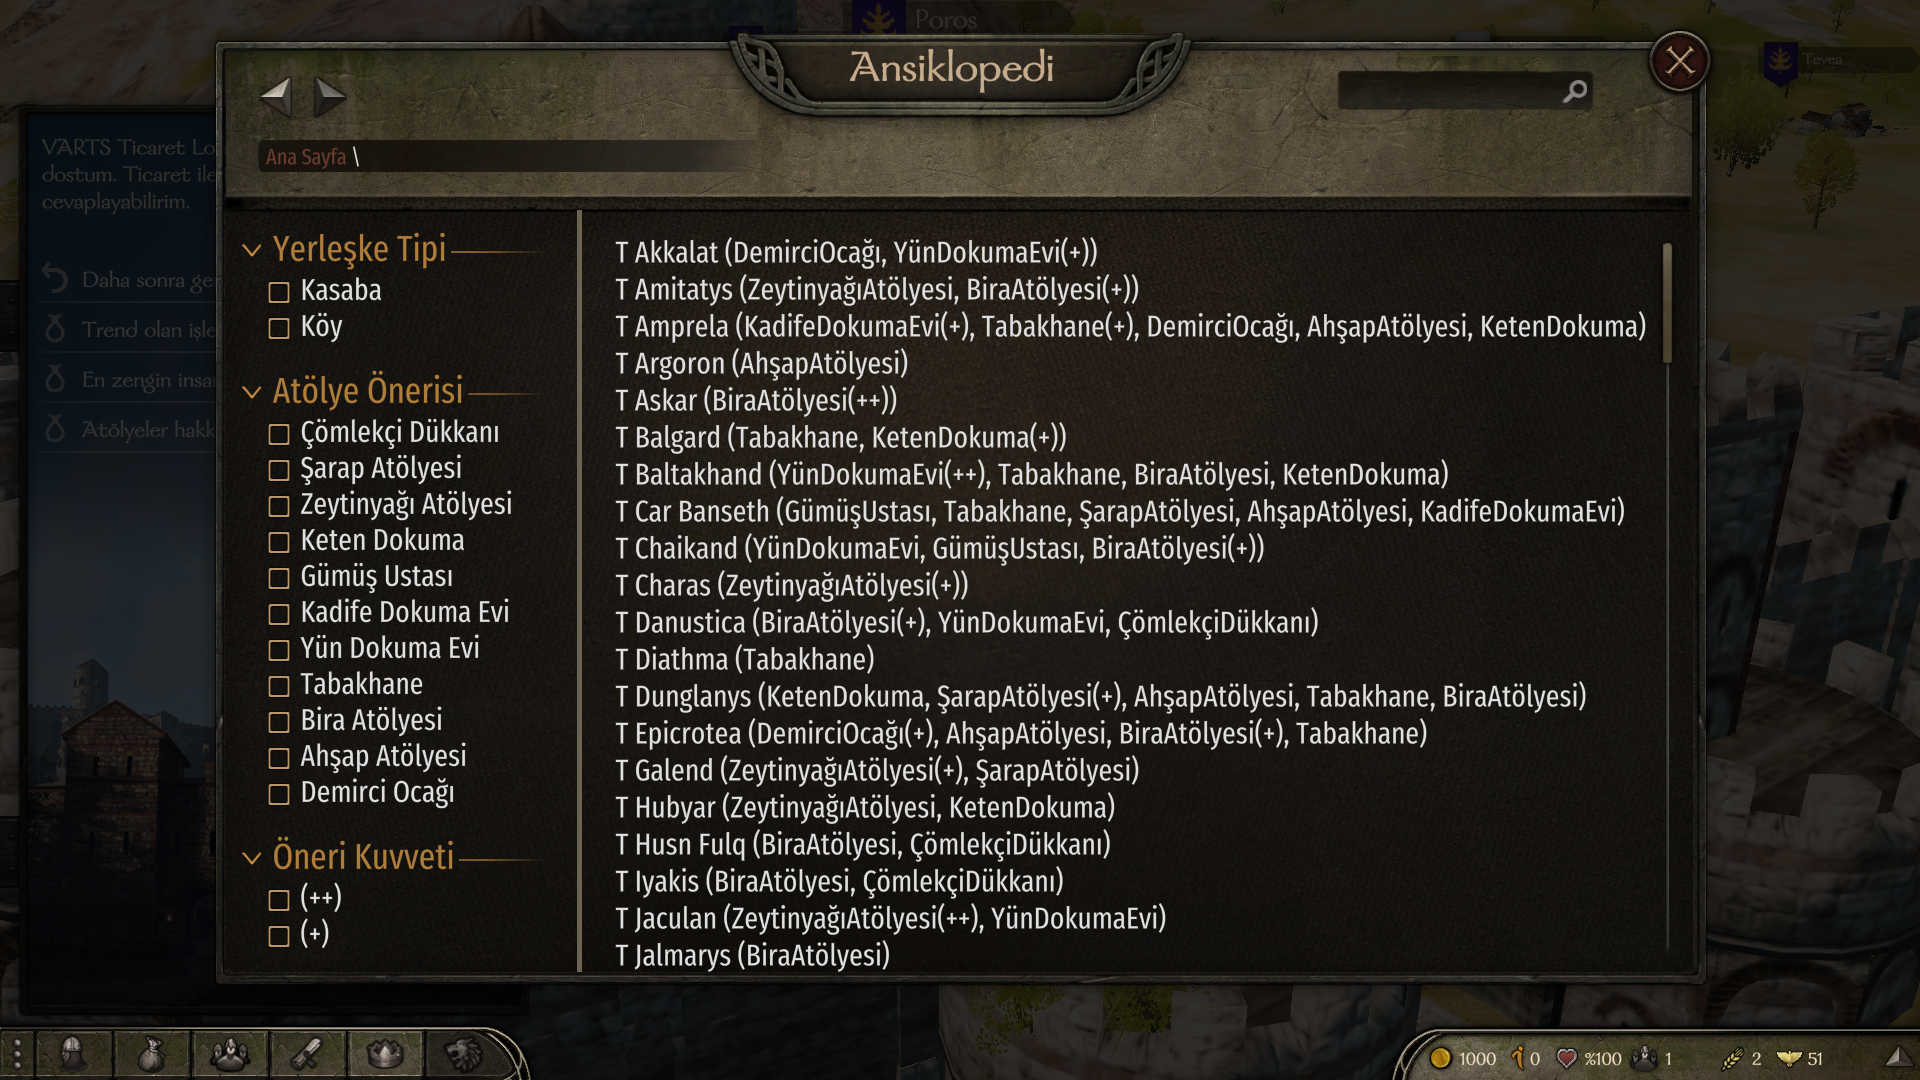 Poros
Ansiklopedi
Tevea
VARTS Ticaret
dostum. Ticaret
cevaplayabilirim.
Daha sonra
Trend olan
En zengin
Atölyeler
Ana Sayfa \
Yerleşke Tipi
Kasaba
Köy
Atölye Önerisi
Çömlekçi Dükkanı
Şarap Atölyesi
Zeytinyağı Atölyesi
Keten Dokuma
Gümüş Ustası
Kadife Dokuma Evi
Yün Dokuma Evi
Tabakhane
Bira Atölyesi
Ahşap Atölyesi
Demirci Ocağı
Öneri Kuvveti
(++)
(+)
T Akkalat (DemirciOcağı, YünDokumaEvi(+))
T Amitatys (ZeytinyağıAtölyesi, BiraAtölyesi(+))
T Amprela (KadifeDokumaEvi(+), Tabakhane(+), DemirciOcağı, AhşapAtölyesi, KetenDokuma)
T Argoron (AhşapAtölyesi)
T Askar (BiraAtölyesi(++))
T Balgard (Tabakhane, KetenDokuma(+))
T Baltakhand (YünDokumaEvi(++), Tabakhane, BiraAtölyesi, KetenDokuma)
T Car Banseth (GümüşUstası, Tabakhane, ŞarapAtölyesi, AhşapAtölyesi, KadifeDokumaEvi)
T Chaikand (YünDokumaEvi, GümüşUstası, BiraAtölyesi(+))
T Charas (ZeytinyağıAtölyesi(+))
T Danustica (BiraAtölyesi(+), YünDokumaEvi, ÇömlekçiDükkanı)
T Diathma (Tabakhane)
T Dunglanys (KetenDokuma, ŞarapAtölyesi(+), AhşapAtölyesi, Tabakhane, BiraAtölyesi)
T Epicrotea (DemirciOcağı(+), AhşapAtölyesi, BiraAtölyesi(+), Tabakhane)
T Galend (ZeytinyağıAtölyesi(+), ŞarapAtölyesi)
T Hubyar (ZeytinyağıAtölyesi, KetenDokuma)
T Husn Fulq (BiraAtölyesi, ÇömlekçiDükkanı)
T Iyakis (BiraAtölyesi, ÇömlekçiDükkanı)
T Jaculan (ZeytinyağıAtölyesi(++), YünDokumaEvi)
T Jalmarys (BiraAtölyesi)
1000 0 %100 1 2 51